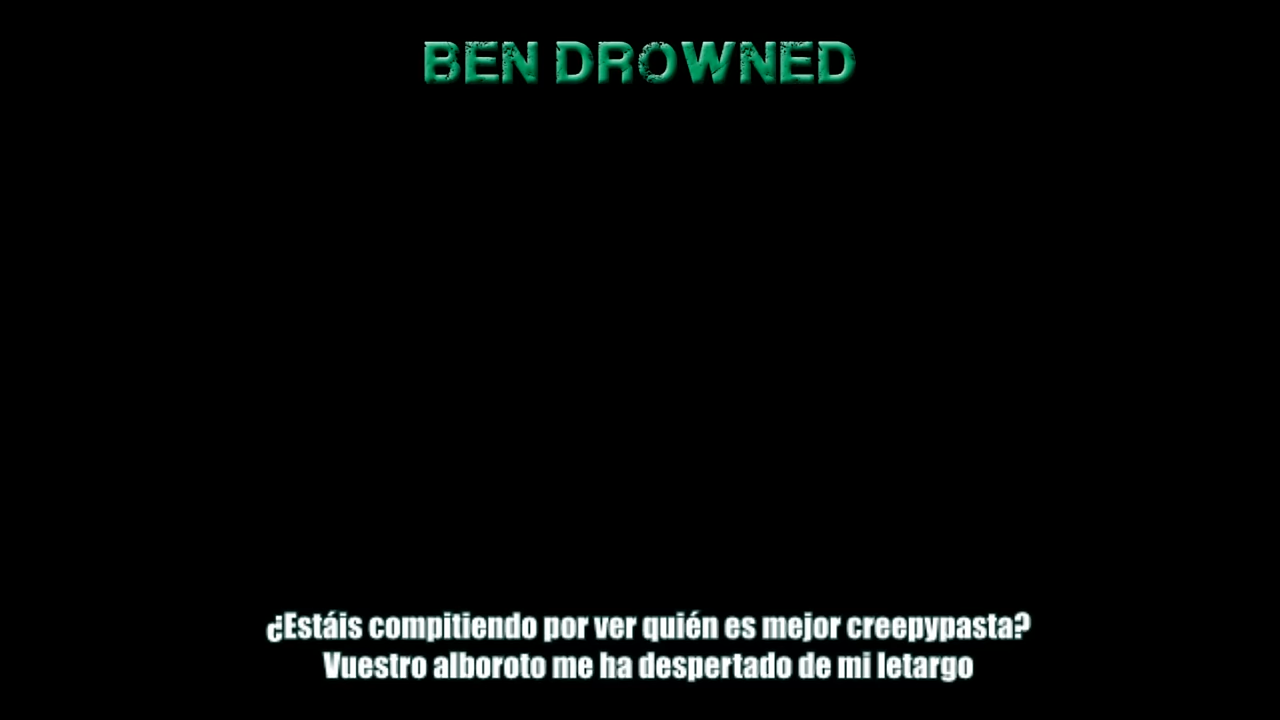 BEN DROWNED
¿Estáis compitiendo por ver quién es mejor creepypasta?
Vuestro alboroto me ha despertado de mi letargo